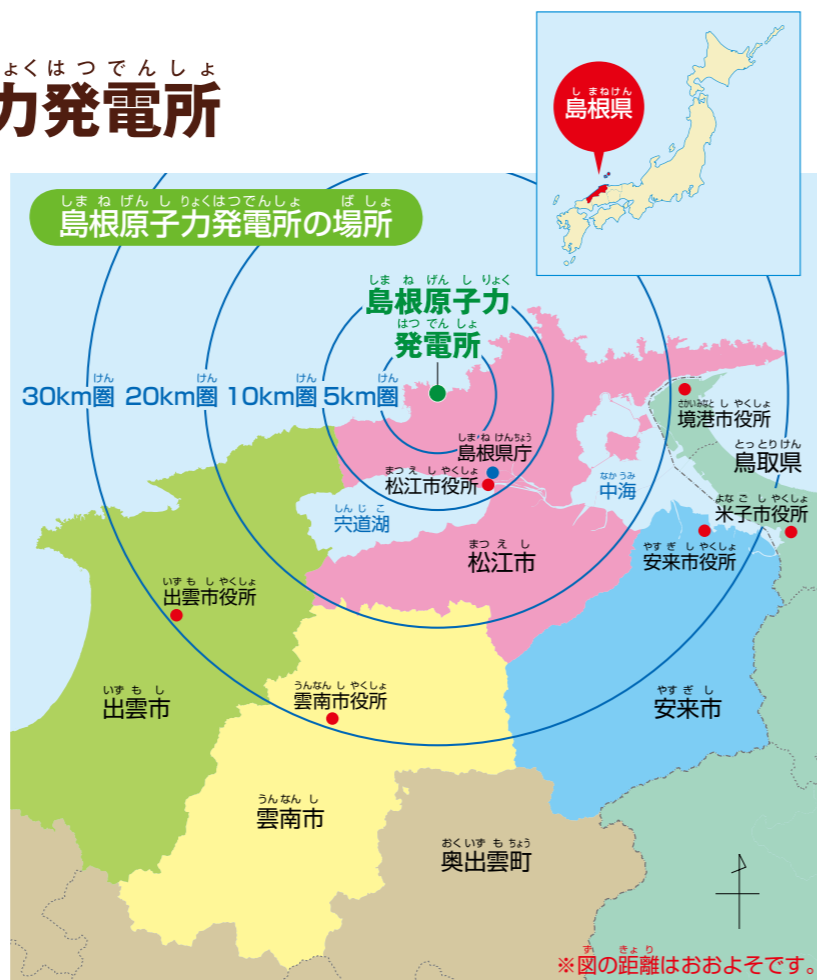 ょくはつでんしょ
力発電所
しまねけん
島根県
しまねげんしりょくはつでんしょ ばしょ
島根原子力発電所の場所
しまねげんしりょく
島根原子力
はつでんしょ
発電所
けん けん けん けん
30km圏 20km圏 10km圏 5km圏
さかいみなとしやくしょ
境港市役所
しまねけんちょう
島根県庁
とっとりけん
鳥取県
まつえしやくしょ
松江市役所
なかうみ
中海
よなごしやくしょ
米子市役所
しんじこ
宍道湖
まつえし
松江市
やすぎしやくしょ
安来市役所
いずもしやくしょ
出雲市役所
いずもし
出雲市
うんなんしやくしょ
雲南市役所
やすぎし
安来市
うんなんし
雲南市
おくいずもちょう
奥出雲町
ず きょり
※図の距離はおおよそです。